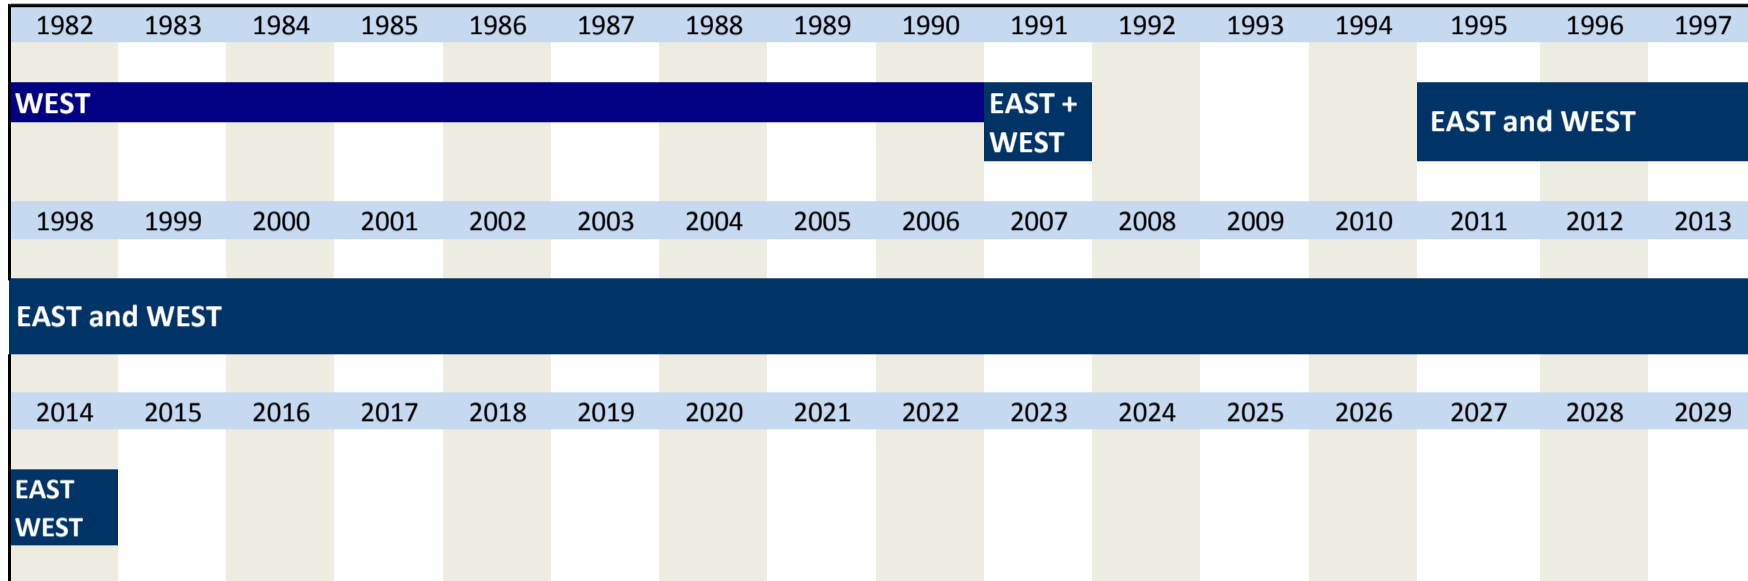 1982 1983 1984 1985 1986 1987 1988 1989 1990 1991 1992 1993 1994 1995 1996 1997
WEST
EAST +
WEST
EAST and WEST
1998 1999 2000 2001 2002 2003 2004 2005 2006 2007 2008 2009 2010 2011 2012 2013
EAST and WEST
2014 2015 2016 2017 2018 2019 2020 2021 2022 2023 2024 2025 2026 2027 2028 2029
EAST
WEST